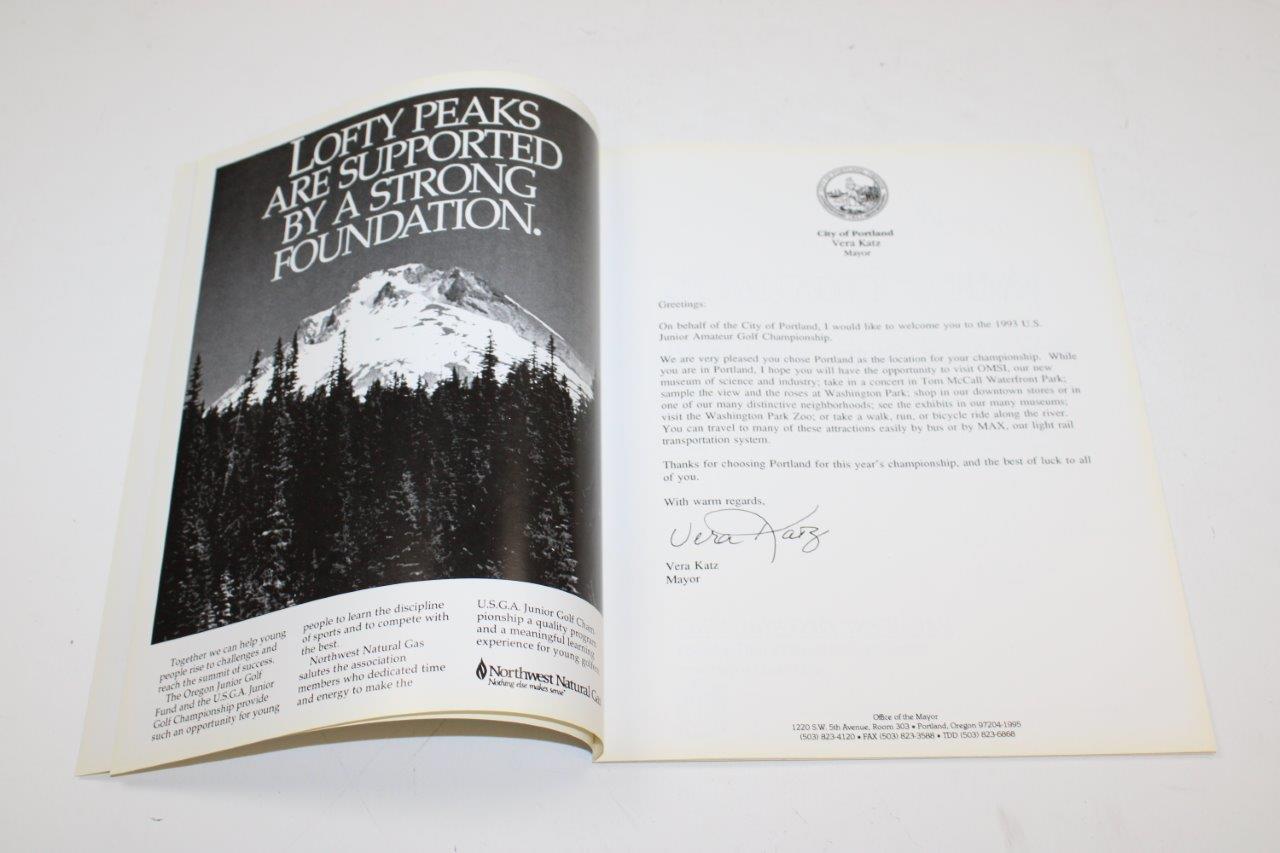 LOFTY PEAKS
ARE SUPPORTED
BY A STRONG
FOUNDATION.
Together we can help young
people rise to challenges and
reach the summit of success.
The Oregon Junior Golf
Fund and the U.S.G.A. Junior
Golf Championship provide
such an opportunity for young
people to learn the discipline
of sports and to compete with
the best.
Northwest Natural Gas
salutes the association
members who dedicated time
and energy to make the
U.S.G.A. Junior Golf Cham-
pionship a quality program
and a meaningful learning
experience for young golfers.
Northwest Natural Gas
Nothing else makes sense
City of Portland
Vera Katz
Mayor
Greetings:
On behalf of the City of Portland, I would like to welcome you to the 1993 U.S.
Junior Amateur Golf Championship.
We are very pleased you chose Portland as the location for your championship. While
you are in Portland, I hope you will have the opportunity to visit OMSI, our new
museum of science and industry; take in a concert in Tom McCall Waterfront Park;
sample the view and the roses at Washington Park; shop in our downtown stores or in
one of our many distinctive neighborhoods; see the exhibits in our many museums;
visit the Washington Park Zoo; or take a walk, run, or bicycle ride along the river.
You can travel to many of these attractions easily by bus or by MAX, our light rail
transportation system.
Thanks for choosing Portland for this year's championship, and the best of luck to all
of you.
With warm regards,
Vera Katz
Vera Katz
Mayor
Office of the Mayor
1220 S.W. 5th Avenue, Room 303 • Portland, Oregon 97204-1995
(503) 823-4120 • FAX (503) 823-3588 • TDD (503) 823-6868